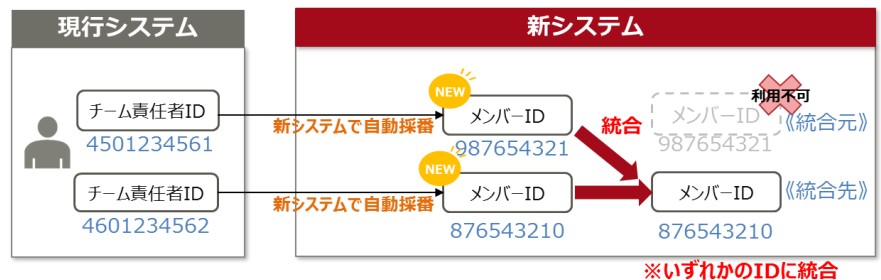 現行システム
新システム
チーム責任者ID
4501234561
新システムで自動採番
NEW
メンバーID
987654321
統合
利用不可
メンバーID
987654321
《統合元》
チーム責任者ID
4601234562
新システムで自動採番
NEW
メンバーID
876543210
メンバーID
876543210
《統合先》
※いずれかのIDに統合